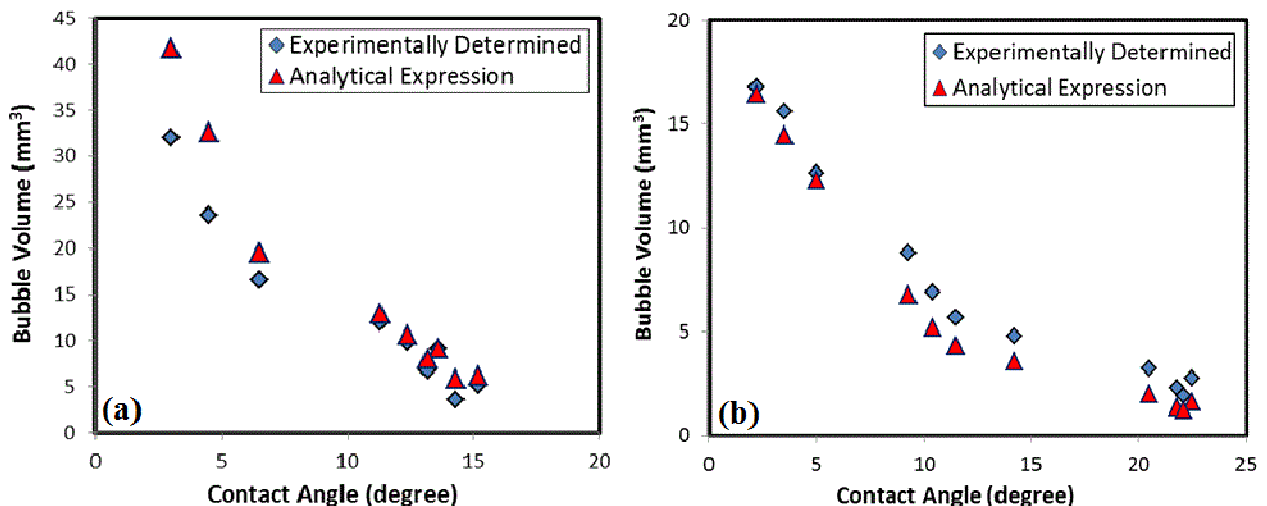 45
40
35
30
25
20
15
10
5
0
Bubble Volume (mm³)
Experimentally Determined
Analytical Expression
(a)
0 5 10 15 20
Contact Angle (degree)
20
15
10
5
0
Bubble Volume (mm³)
Experimentally Determined
Analytical Expression
(b)
0 5 10 15 20 25
Contact Angle (degree)